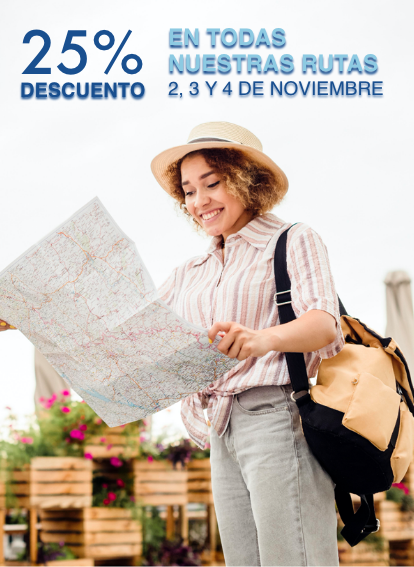 25%
DESCUENTO
EN TODAS
NUESTRAS RUTAS
2, 3 Y 4 DE NOVIEMBRE